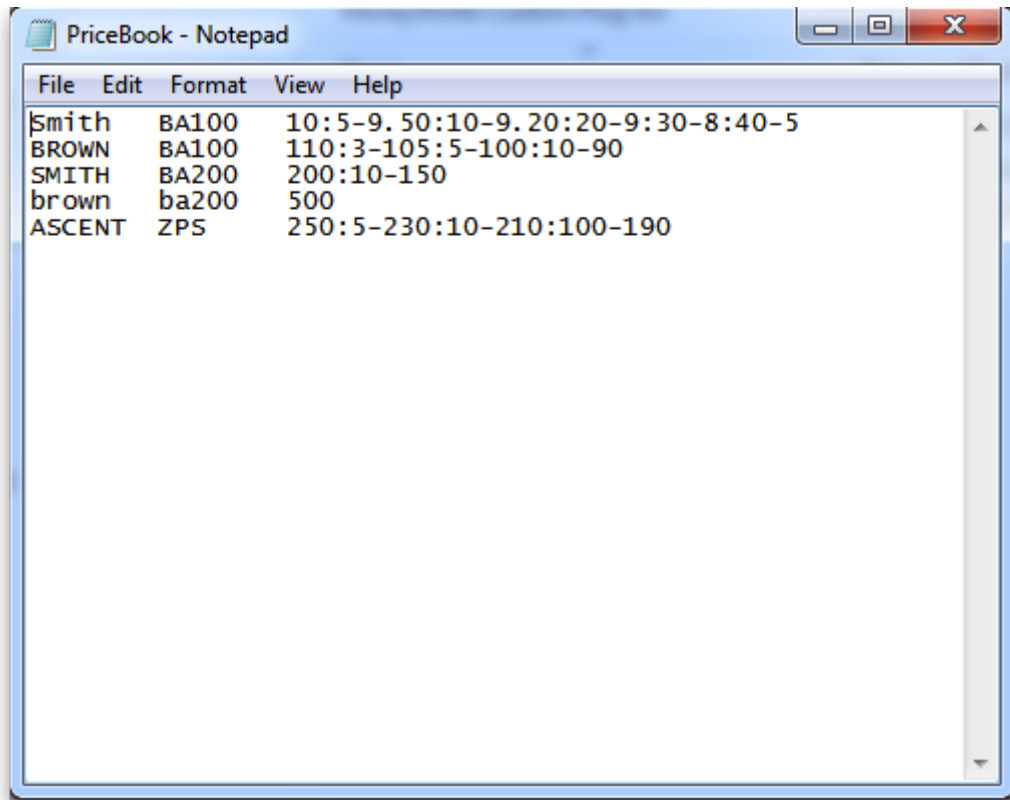 PriceBook - Notepad
File Edit Format View Help
Smith BA100 10:5-9.50:10-9.20:20-9:30-8:40-5
BROWN BA100 110:3-105:5-100:10-90
SMITH BA200 200:10-150
brown ba200 500
ASCENT ZPS 250:5-230:10-210:100-190